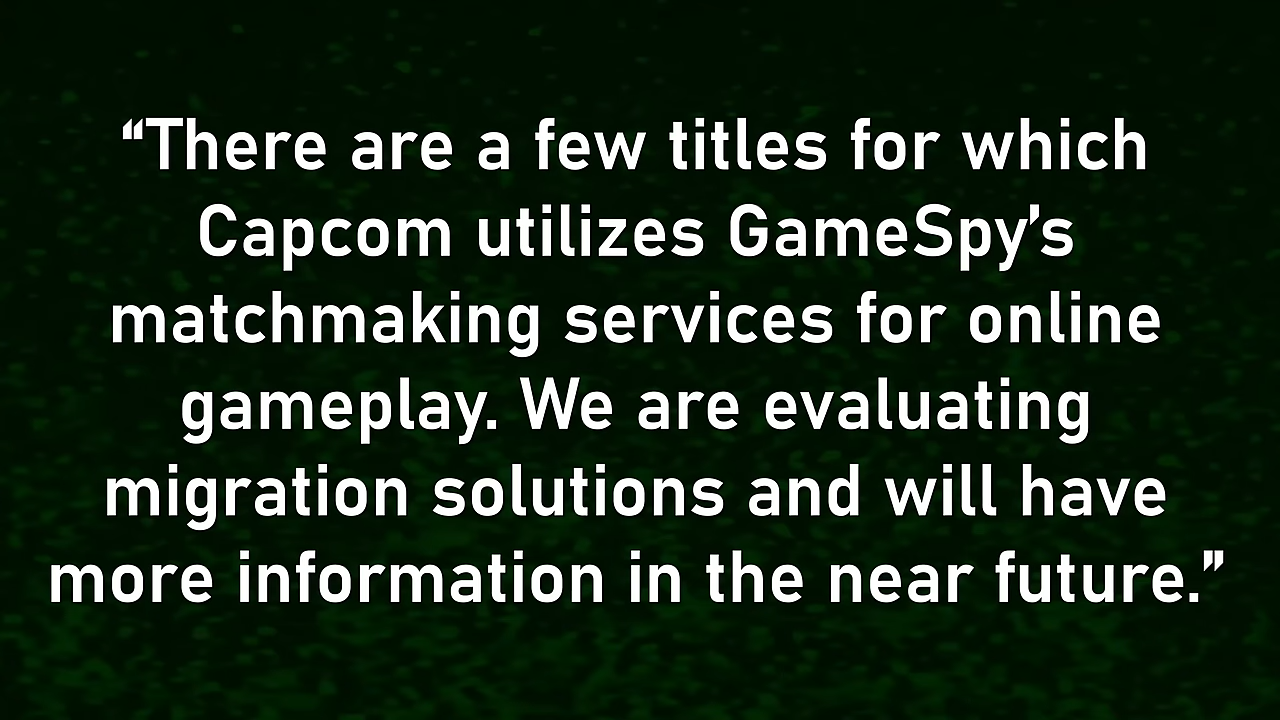 “There are a few titles for which
Capcom utilizes GameSpy’s
matchmaking services for online
gameplay. We are evaluating
migration solutions and will have
more information in the near future.”